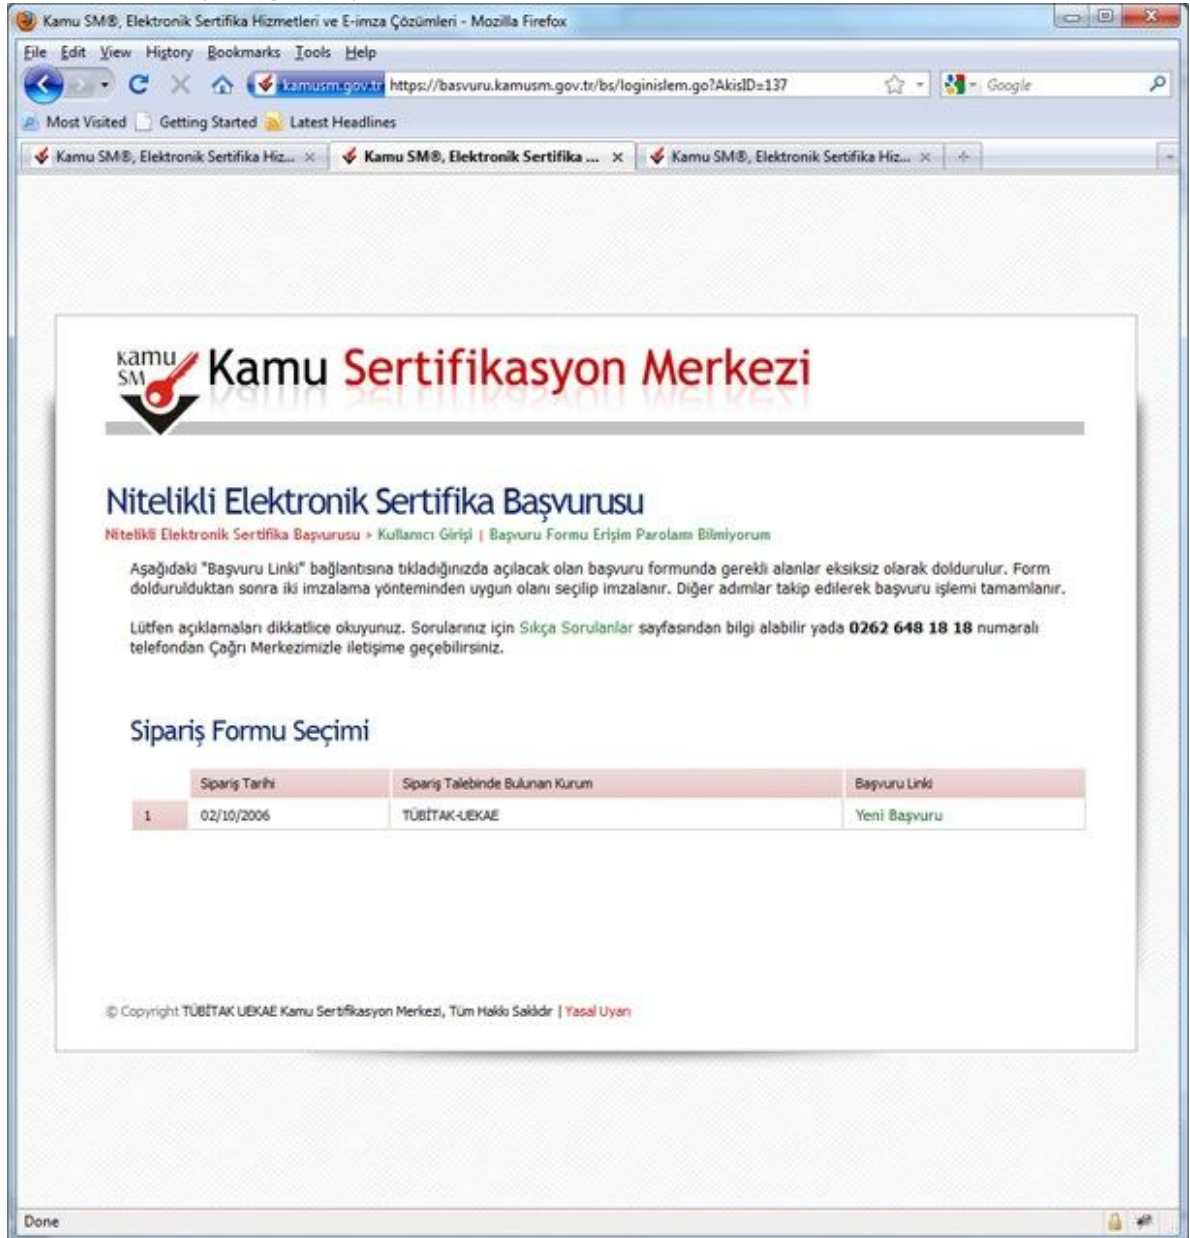 Kamu SM®, Elektronik Sertifika Hizmetleri ve E-imza Çözümleri - Mozilla Firefox
File Edit View History Bookmarks Tools Help
kamusm.gov.tr https://basvuru.kamusm.gov.tr/bs/loginislem.go?AkisID=137 Google
Most Visited Getting Started Latest Headlines
Kamu SM®, Elektronik Sertifika Hiz... Kamu SM®, Elektronik Sertifika ... Kamu SM®, Elektronik Sertifika Hiz...
kamu
SM
Kamu Sertifikasyon Merkezi
Nitelikli Elektronik Sertifika Başvurusu
Nitelikli Elektronik Sertifika Başvurusu > Kullanıcı Girişi | Başvuru Formu Erişim Parolamı Bilmiyorum
Aşağıdaki "Başvuru Linki" bağlantısına tıkladığınızda açılacak olan başvuru formunda gerekli alanlar eksiksiz olarak doldurulur. Form
doldurulduktan sonra iki imzalama yönteminden uygun olanı seçilip imzalanır. Diğer adımlar takip edilerek başvuru işlemi tamamlanır.
Lütfen açıklamaları dikkatlice okuyunuz. Sorularınız için Sıkça Sorulanlar sayfasından bilgi alabilir yada 0262 648 18 18 numaralı
telefondan Çağrı Merkezimizle iletişime geçebilirsiniz.
Sipariş Formu Seçimi
Sipariş Tarihi Sipariş Talebinde Bulunan Kurum Başvuru Linki
1 02/10/2006 TÜBİTAK-UEKAE Yeni Başvuru
© Copyright TÜBİTAK UEKAE Kamu Sertifikasyon Merkezi, Tüm Hakkı Saklıdır | Yasal Uyarı
Done